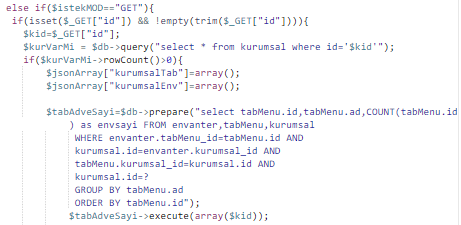 else if($istekMOD=="GET"){
if(isset($_GET["id"]) && !empty(trim($_GET["id"]))){
$kid=$_GET["id"];
$kurVarMi = $db->query("select * from kurumsal where id='$kid'");
if($kurVarMi->rowCount()>0){
$jsonArray["kurumsalTab"]=array();
$jsonArray["kurumsalEnv"]=array();
$tabAdveSayi=$db->prepare("select tabMenu.id,tabMenu.ad,COUNT(tabMenu.id
) as envsayi FROM envanter,tabMenu,kurumsal
WHERE envanter.tabMenu_id=tabMenu.id AND
kurumsal.id=envanter.kurumsal_id AND
tabMenu.kurumsal_id=kurumsal.id AND
kurumsal.id=?
GROUP BY tabMenu.ad
ORDER BY tabMenu.id");
$tabAdveSayi->execute(array($kid));